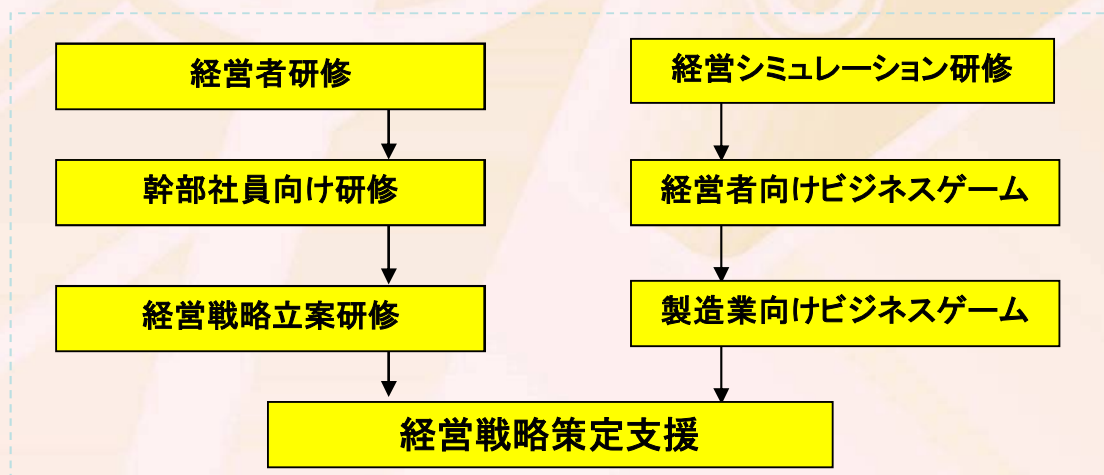 経営者研修
経営シミュレーション研修
幹部社員向け研修
経営者向けビジネスゲーム
経営戦略立案研修
製造業向けビジネスゲーム
経営戦略策定支援